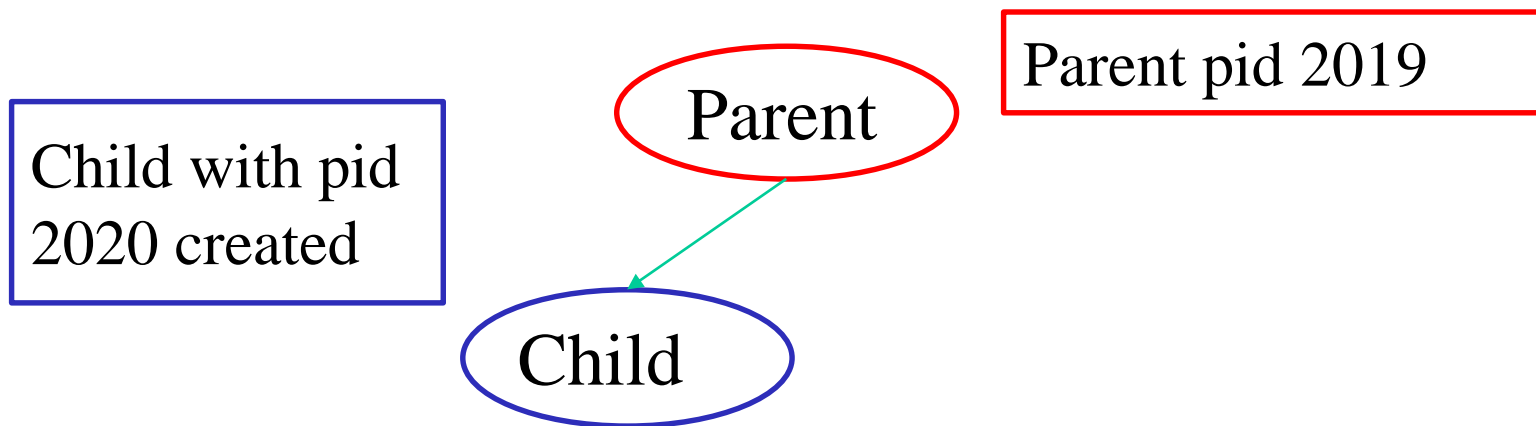 Parent pid 2019
Parent
Child with pid
2020 created
Child